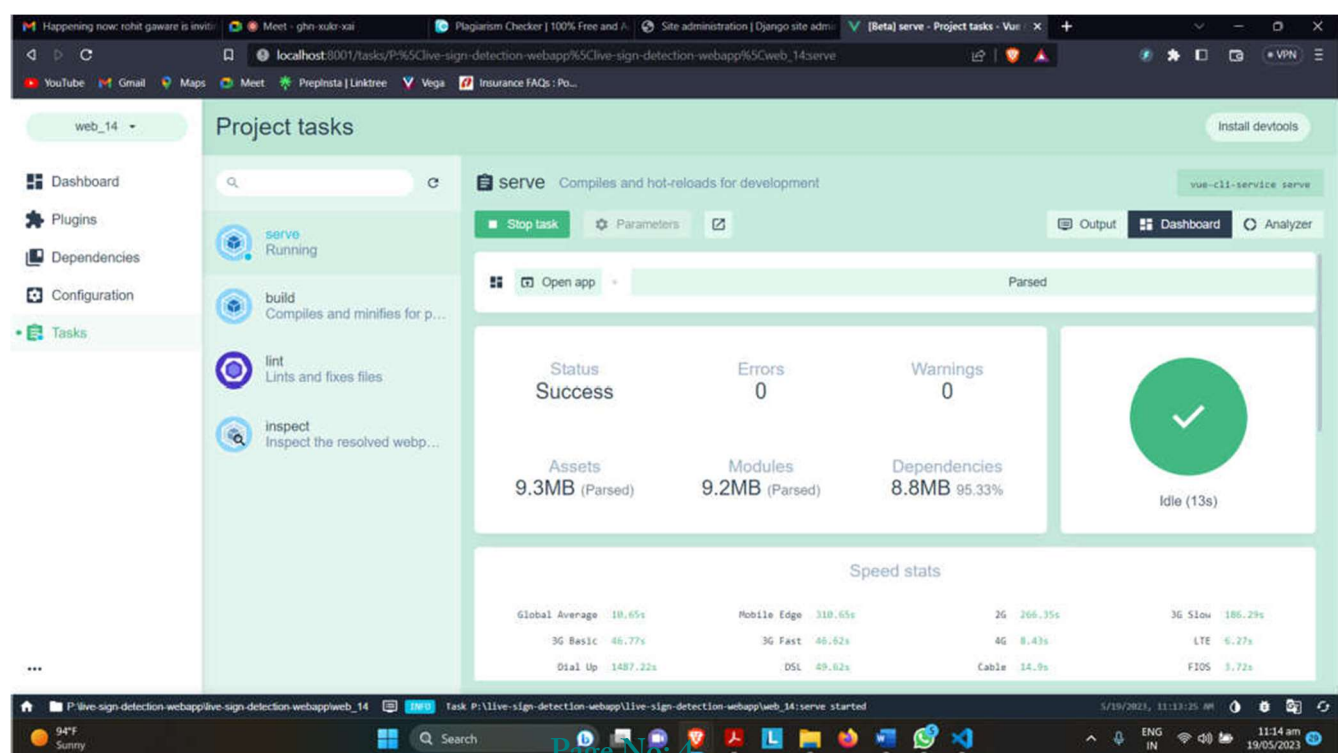 Happening now: rohit gaware is inviti
Meet - ghn-xukr-xai
Plagiarism Checker | 100% Free and A
Site administration | Django site admi
[Beta] serve - Project tasks - Vue
localhost:8001/tasks/P:%5Clive-sign-detection-webapp%5Clive-sign-detection-webapp%5Cweb_14:serve
VPN
YouTube
Gmail
Maps
Meet
PrepInsta | Linktree
Vega
Insurance FAQs : Po...
web_14
Project tasks
Install devtools
Dashboard
Plugins
Dependencies
Configuration
Tasks
serve
Running
build
Compiles and minifies for p...
lint
Lints and fixes files
inspect
Inspect the resolved webp...
serve Compiles and hot-reloads for development
vue-cli-service serve
Stop task
Parameters
Output
Dashboard
Analyzer
Open app
Parsed
Status
Success
Errors
0
Warnings
0
Assets
9.3MB (Parsed)
Modules
9.2MB (Parsed)
Dependencies
8.8MB 95.33%
Idle (13s)
Speed stats
Global Average 10.65s
Mobile Edge 310.65s
2G 266.35s
3G Slow 186.29s
3G Basic 46.77s
3G Fast 46.62s
4G 8.43s
LTE 6.27s
Dial Up 1487.22s
DSL 49.62s
Cable 14.9s
FIOS 3.72s
P:\live-sign-detection-webapp\live-sign-detection-webapp\web_14
INFO
Task P:\live-sign-detection-webapp\live-sign-detection-webapp\web_14:serve started
5/19/2023, 11:13:25 AM
94°F
Sunny
Search
Page No: 4
ENG
IN
11:14 am
19/05/2023